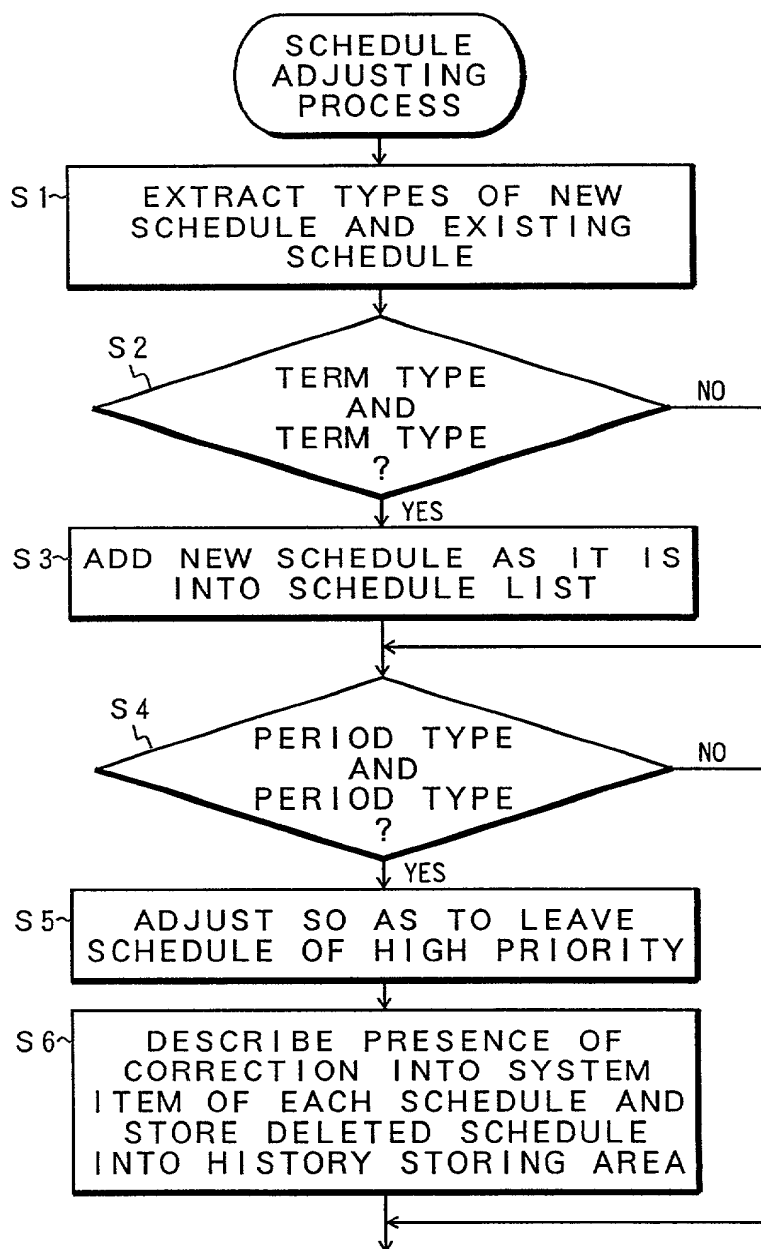 SCHEDULE
ADJUSTING
PROCESS
S1
EXTRACT TYPES OF NEW
SCHEDULE AND EXISTING
SCHEDULE
S2
TERM TYPE
AND
TERM TYPE
?
NO
YES
S3
ADD NEW SCHEDULE AS IT IS
INTO SCHEDULE LIST
S4
PERIOD TYPE
AND
PERIOD TYPE
?
NO
YES
S5
ADJUST SO AS TO LEAVE
SCHEDULE OF HIGH PRIORITY
S6
DESCRIBE PRESENCE OF
CORRECTION INTO SYSTEM
ITEM OF EACH SCHEDULE AND
STORE DELETED SCHEDULE
INTO HISTORY STORING AREA